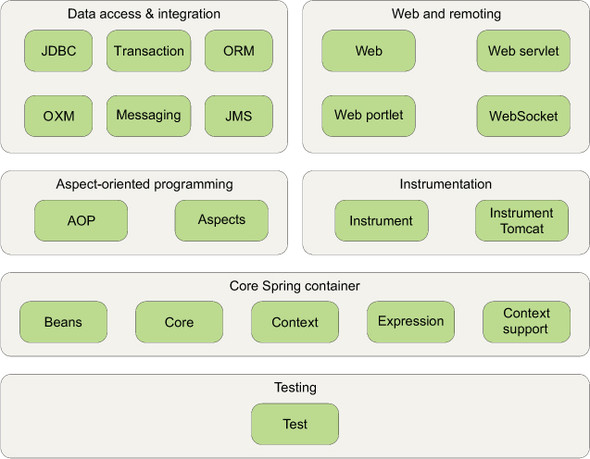 Data access & integration
JDBC
Transaction
ORM
OXM
Messaging
JMS
Web and remoting
Web
Web servlet
Web portlet
WebSocket
Aspect-oriented programming
AOP
Aspects
Instrumentation
Instrument
Instrument
Tomcat
Core Spring container
Beans
Core
Context
Expression
Context
support
Testing
Test